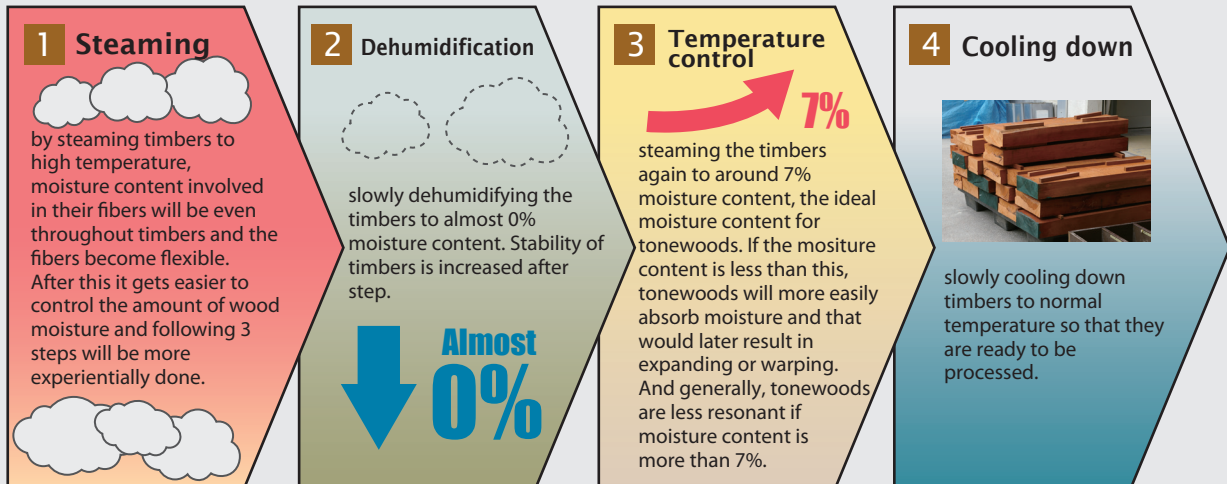 1 Steaming
by steaming timbers to
high temperature,
moisture content involved
in their fibers will be even
throughout timbers and the
fibers become flexible.
After this it gets easier to
control the amount of wood
moisture and following 3
steps will be more
experientially done.
2 Dehumidification
slowly dehumidifying the
timbers to almost 0%
moisture content. Stability of
timbers is increased after
step.
Almost
0%
3 Temperature
control
7%
steaming the timbers
again to around 7%
moisture content, the ideal
moisture content for
tonewoods. If the mositure
content is less than this,
tonewoods will more easily
absorb moisture and that
would later result in
expanding or warping.
And generally, tonewoods
are less resonant if
moisture content is
more than 7%.
4 Cooling down
slowly cooling down
timbers to normal
temperature so that they
are ready to be
processed.